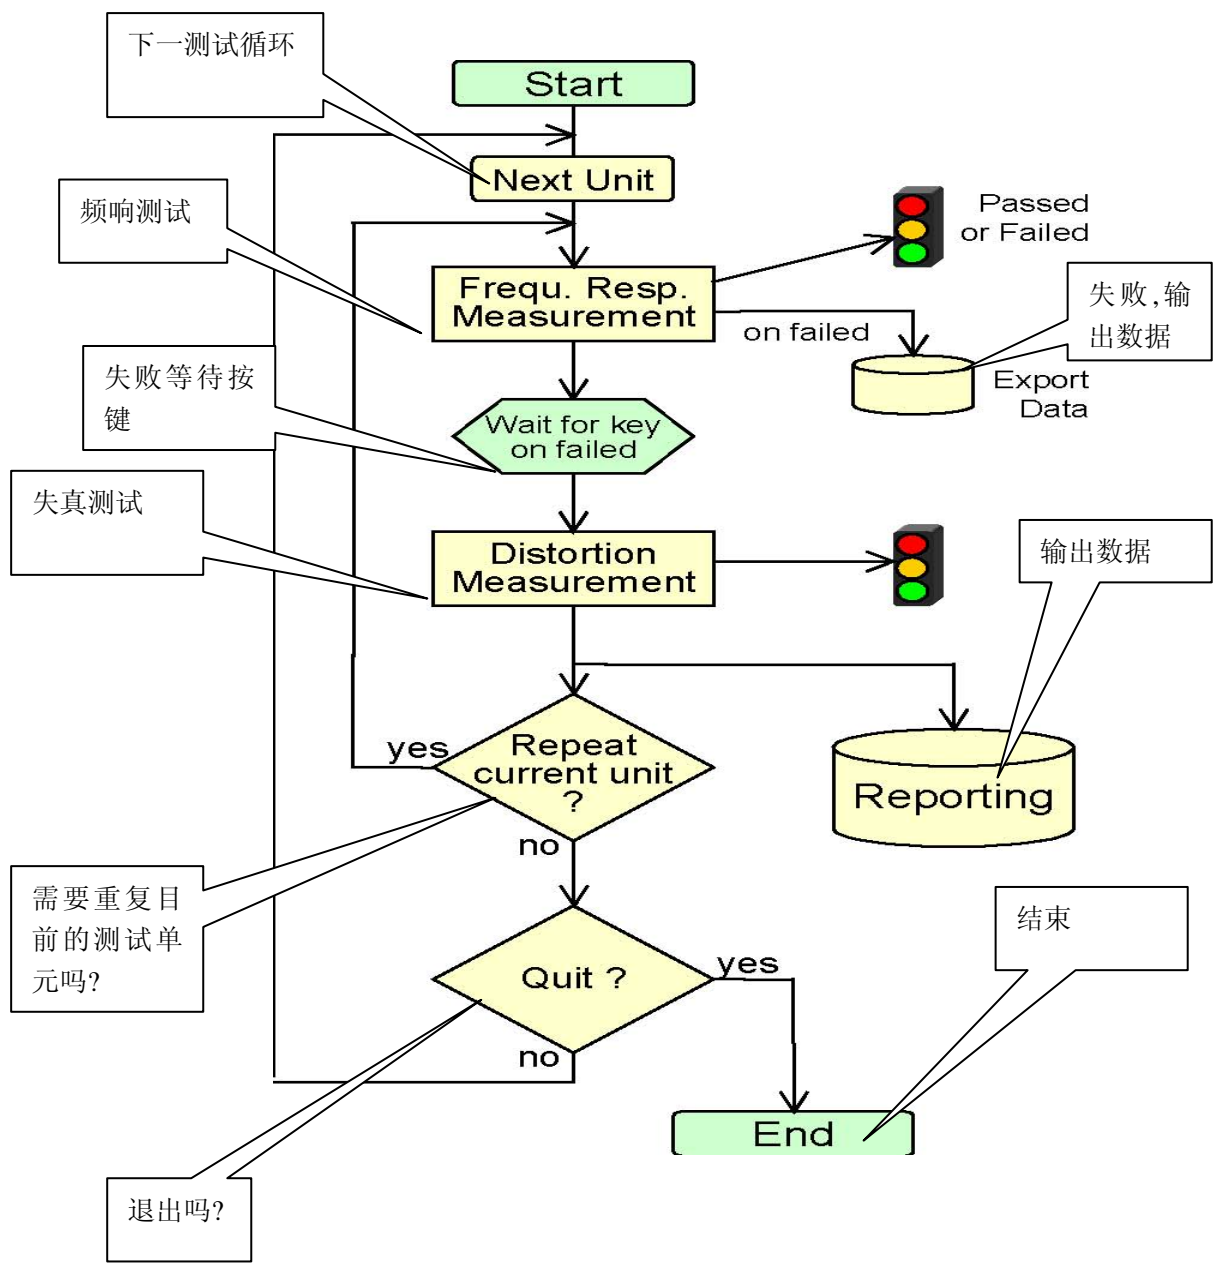 下一测试循环
Start
Next Unit
频响测试
Passed
or Failed
Frequ. Resp.
Measurement
on failed
失败,输
出数据
Export
Data
失败等待按
键
Wait for key
on failed
失真测试
Distortion
Measurement
输出数据
yes
Repeat
current unit
?
Reporting
no
需要重复目
前的测试单
元吗?
结束
Quit ?
yes
no
End
退出吗?